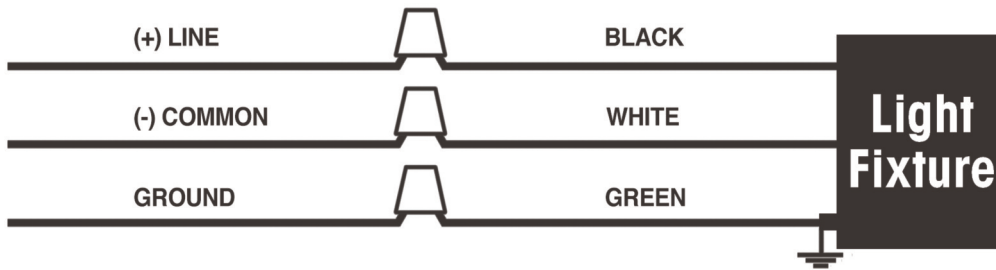 (+) LINE BLACK
(-) COMMON WHITE
GROUND GREEN
Light
Fixture